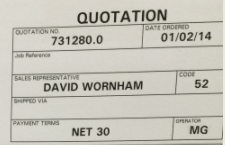 QUOTATION
QUOTATION NO. DATE ORDERED
731280.0 01/02/14
Job Reference
SALES REPRESENTATIVE CODE
DAVID WORNHAM 52
SHIPPED VIA
PAYMENT TERMS OPERATOR
NET 30 MG